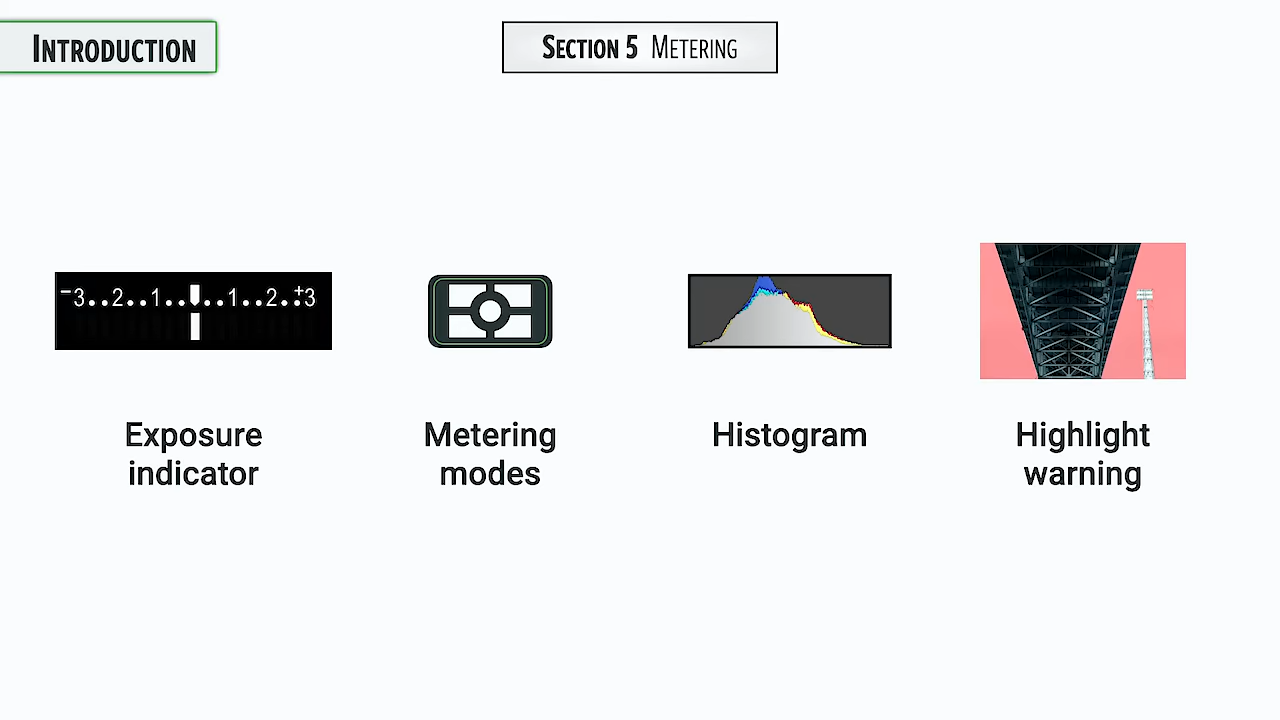 INTRODUCTION
SECTION 5 METERING
-3..2..1..▼..1..2..+3
Exposure
indicator
Metering
modes
Histogram
Highlight
warning